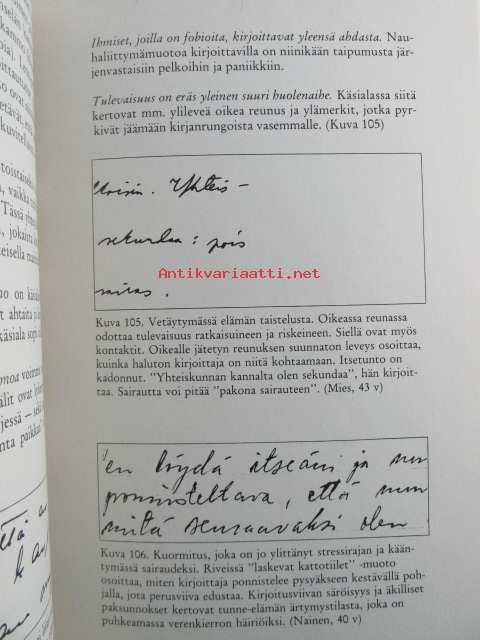 Ihmiset, joilla on fobioita, kirjoittavat yleensä ahdasta. Nau-
haliittymämuotoa kirjoittavilla on niinikään taipumusta jär-
jenvastaisiin pelkoihin ja paniikkiin.
Tulevaisuus on eräs yleinen suuri huolenaihe. Käsialassa siitä
kertovat mm. ylileveä oikea reunus ja ylämerkit, jotka pyr-
kivät jäämään kirjanrungoista vasemmalle. (Kuva 105)
Yhteis –
sekundaa : pois
sairas .
Antikvariaatti.net
Kuva 105. Vetäytymässä elämän taistelusta. Oikeassa reunassa
odottaa tulevaisuus ratkaisuineen ja riskeineen. Siellä ovat myös
kontaktit. Oikealle jätetyn reunuksen suunnaton leveys osoittaa,
kuinka haluton kirjoittaja on niitä kohtaamaan. Itsetunto on
kadonnut. "Yhteiskunnan kannalta olen sekundaa", hän kirjoit-
taa. Sairautta voi pitää "pakona sairauteen". (Mies, 43 v)
en löydä itseäni ja
ponnisteltava, että
mitä seuraavaksi olen
Kuva 106. Kuormitus, joka on jo ylittänyt stressirajan ja kään-
tymässä sairaudeksi. Riveissä "laskevat kattotiilet" -muoto
osoittaa, miten kirjoittaja ponnistelee pysyäkseen kestävällä poh-
jalla, jota perusviiva edustaa. Kirjoitusviivan säröisyys ja äkilliset
paksunnokset kertovat tunne-elämän ärtymystilasta, joka on
puhkeamassa verenkierron häiriöiksi. (Nainen, 40 v)